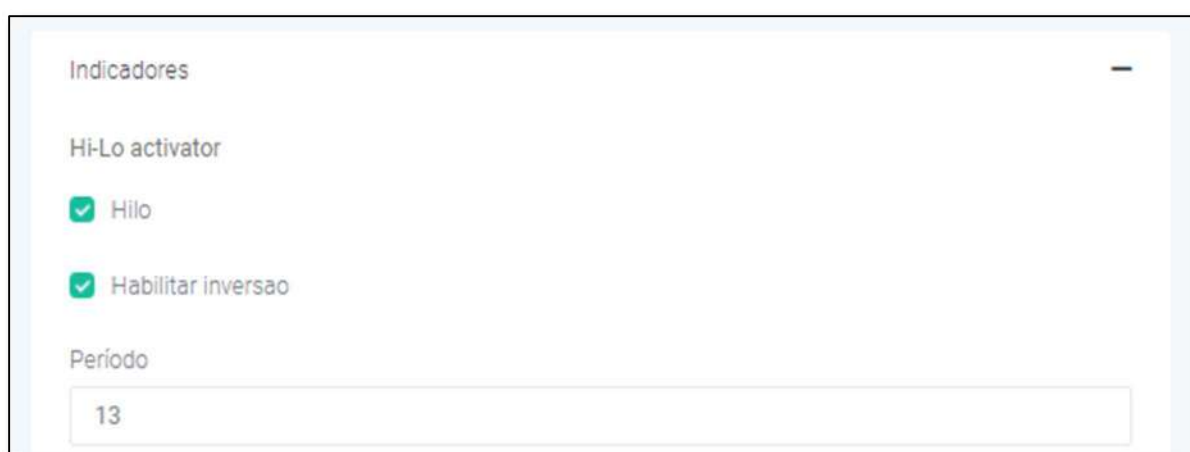 Indicadores
Hi-Lo activator
Hilo
Habilitar inversao
Período
13